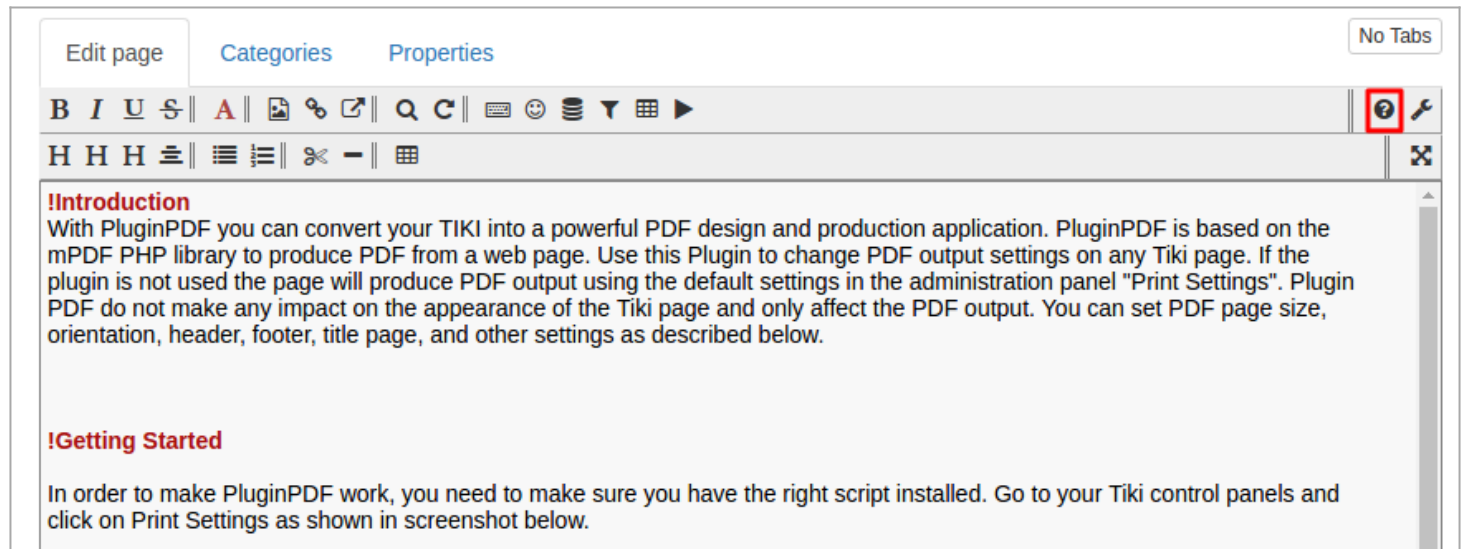 Edit page Categories Properties No Tabs
B I U S A
H H H
!Introduction
With PluginPDF you can convert your TIKI into a powerful PDF design and production application. PluginPDF is based on the
mPDF PHP library to produce PDF from a web page. Use this Plugin to change PDF output settings on any Tiki page. If the
plugin is not used the page will produce PDF output using the default settings in the administration panel "Print Settings". Plugin
PDF do not make any impact on the appearance of the Tiki page and only affect the PDF output. You can set PDF page size,
orientation, header, footer, title page, and other settings as described below.
!Getting Started
In order to make PluginPDF work, you need to make sure you have the right script installed. Go to your Tiki control panels and
click on Print Settings as shown in screenshot below.